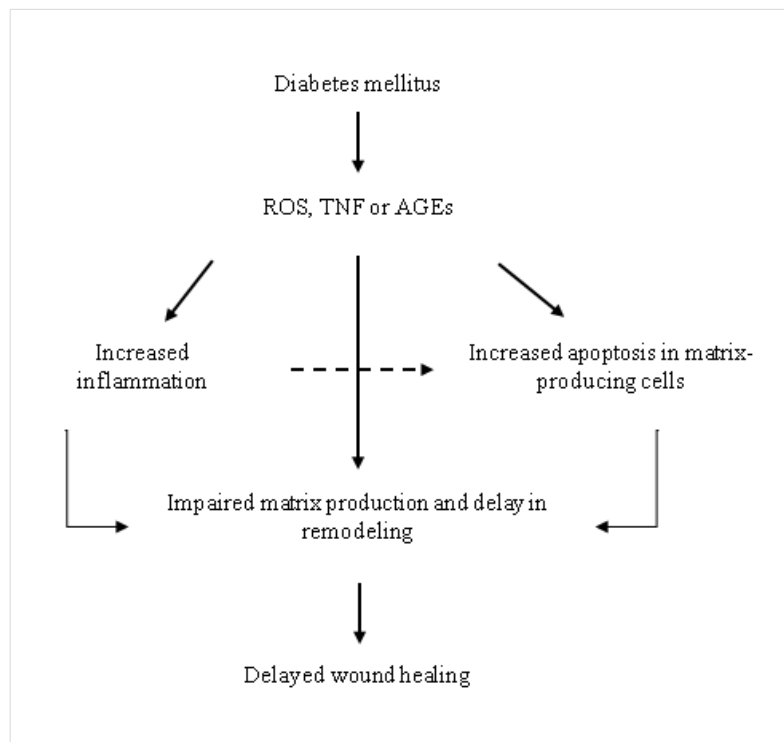 Diabetes mellitus
ROS, TNF or AGEs
Increased
inflammation
Increased apoptosis in matrix-
producing cells
Impaired matrix production and delay in
remodeling
Delayed wound healing